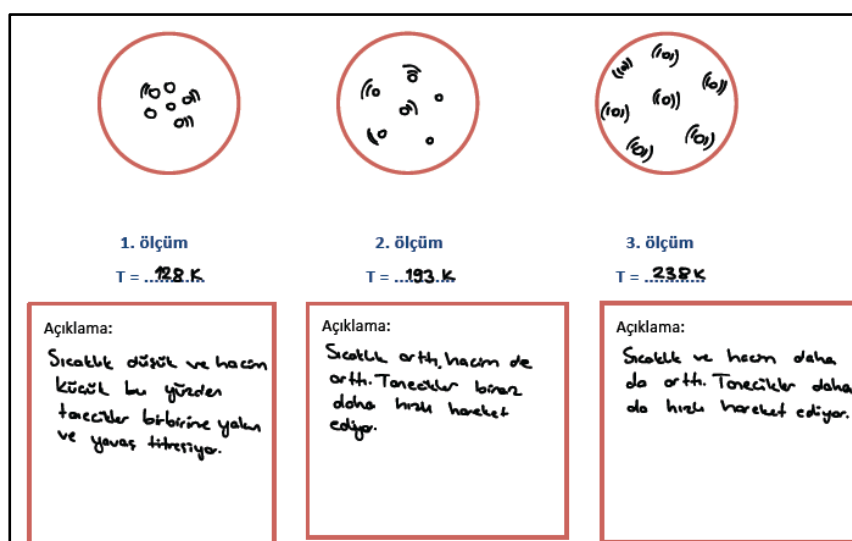 1. ölçüm
T = 128 K
2. ölçüm
T = 193 K
3. ölçüm
T = 238 K
Açıklama:
Sıcaklık düşük ve hacim
küçük bu yüzden
tanecikler birbirine yakın
ve yavaş titreşiyor.
Açıklama:
Sıcaklık arttı, hacim de
arttı. Tanecikler biraz
daha hızlı hareket
ediyor.
Açıklama:
Sıcaklık ve hacim daha
da arttı. Tanecikler daha
da hızlı hareket ediyor.